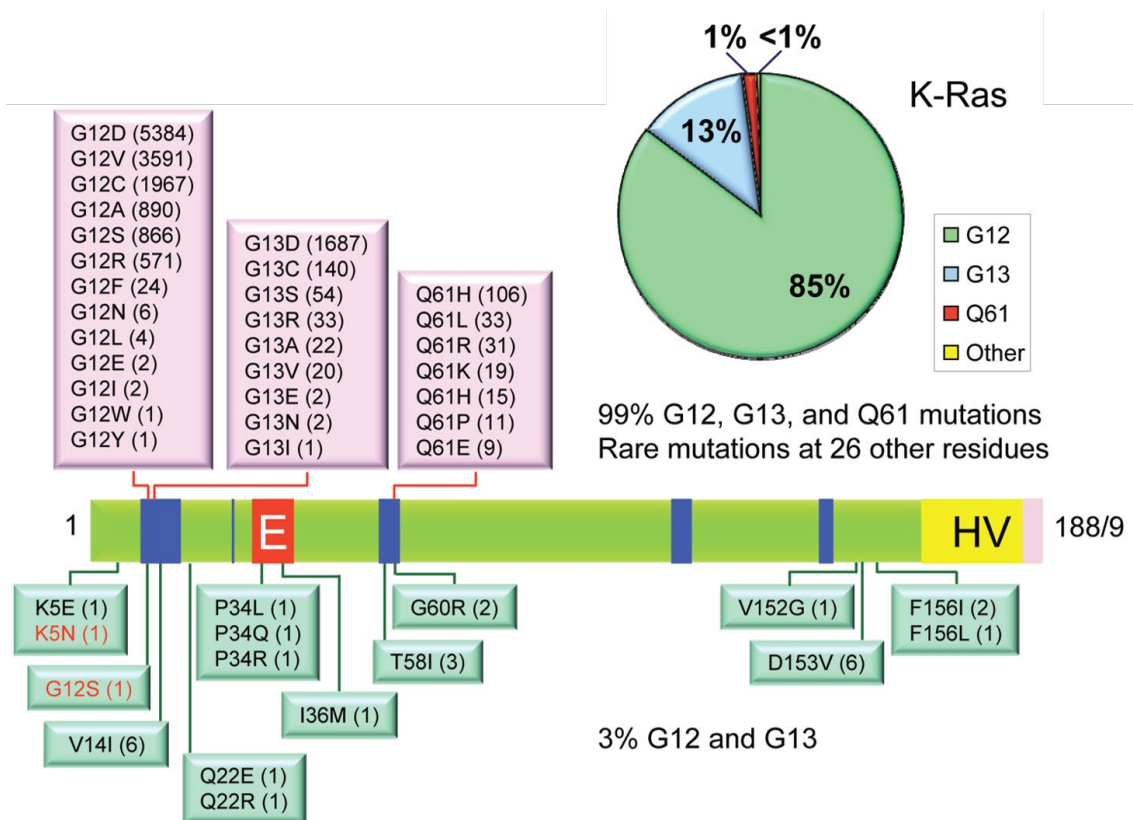 1% <1%
K-Ras
13%
85%
G12
G13
Q61
Other
99% G12, G13, and Q61 mutations
Rare mutations at 26 other residues
G12D (5384)
G12V (3591)
G12C (1967)
G12A (890)
G12S (866)
G12R (571)
G12F (24)
G12N (6)
G12L (4)
G12E (2)
G12I (2)
G12W (1)
G12Y (1)
G13D (1687)
G13C (140)
G13S (54)
G13R (33)
G13A (22)
G13V (20)
G13E (2)
G13N (2)
G13I (1)
Q61H (106)
Q61L (33)
Q61R (31)
Q61K (19)
Q61H (15)
Q61P (11)
Q61E (9)
1
E
HV
188/9
K5E (1)
K5N (1)
G12S (1)
V14I (6)
Q22E (1)
Q22R (1)
P34L (1)
P34Q (1)
P34R (1)
I36M (1)
T58I (3)
G60R (2)
V152G (1)
D153V (6)
F156I (2)
F156L (1)
3% G12 and G13